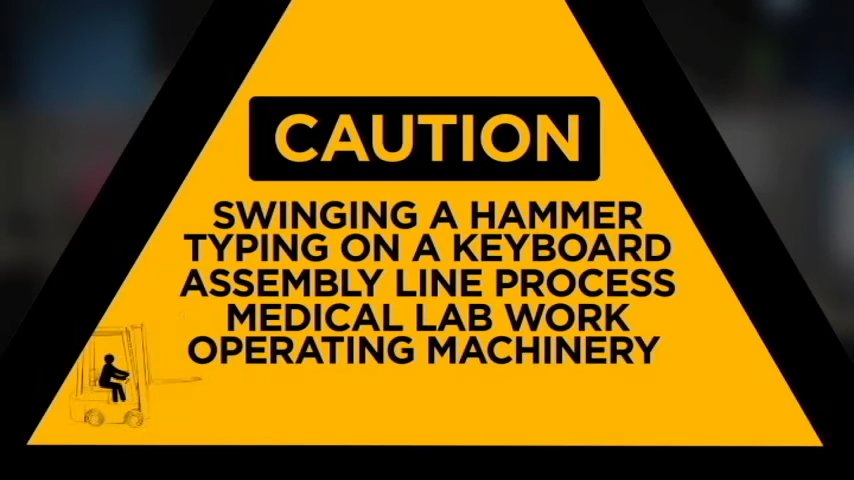 CAUTION
SWINGING A HAMMER
TYPING ON A KEYBOARD
ASSEMBLY LINE PROCESS
MEDICAL LAB WORK
OPERATING MACHINERY